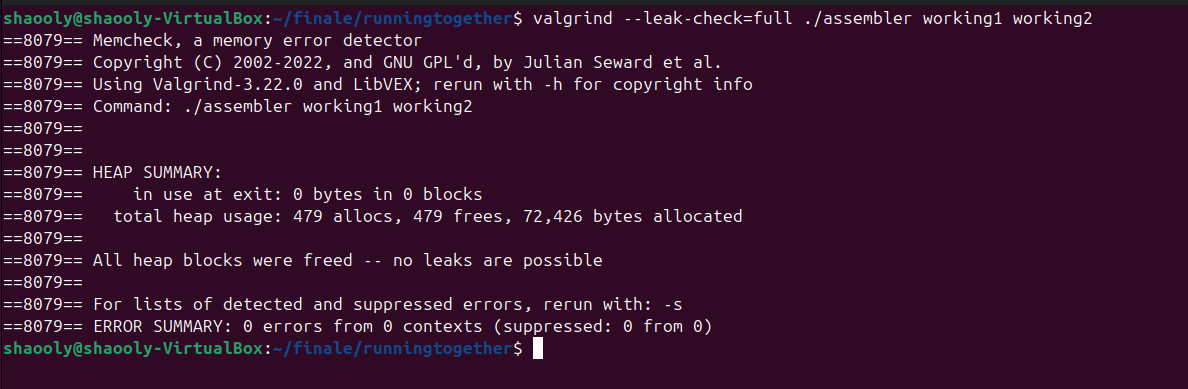 shaooly@shaooly-VirtualBox:~/finale/runningtogether$ valgrind --leak-check=full ./assembler working1 working2
==8079== Memcheck, a memory error detector
==8079== Copyright (C) 2002-2022, and GNU GPL'd, by Julian Seward et al.
==8079== Using Valgrind-3.22.0 and LibVEX; rerun with -h for copyright info
==8079== Command: ./assembler working1 working2
==8079==
==8079==
==8079== HEAP SUMMARY:
==8079==     in use at exit: 0 bytes in 0 blocks
==8079==   total heap usage: 479 allocs, 479 frees, 72,426 bytes allocated
==8079==
==8079== All heap blocks were freed -- no leaks are possible
==8079==
==8079== For lists of detected and suppressed errors, rerun with: -s
==8079== ERROR SUMMARY: 0 errors from 0 contexts (suppressed: 0 from 0)
shaooly@shaooly-VirtualBox:~/finale/runningtogether$